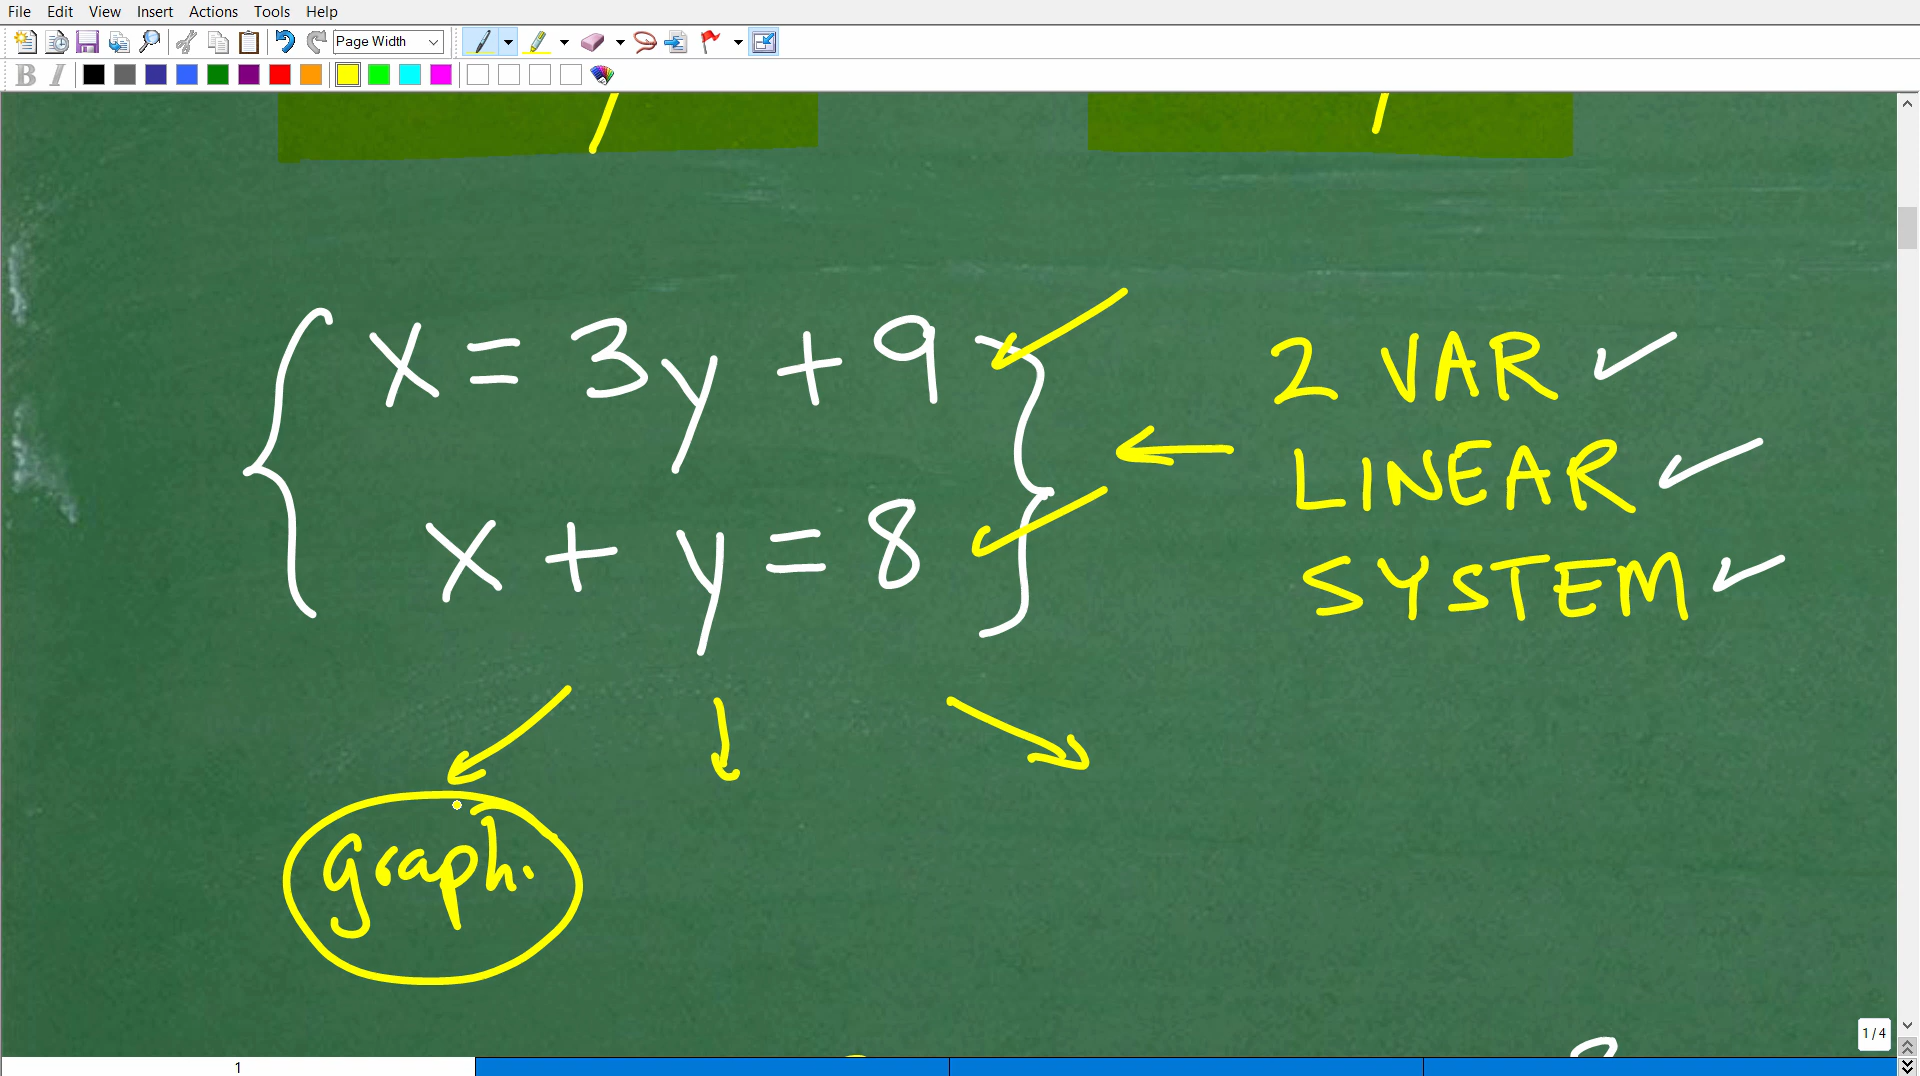 File Edit View Insert Actions Tools Help
Page Width
B I
x = 3y + 9
x + y = 8
2 VAR
LINEAR
SYSTEM
graph.
1 / 4
1